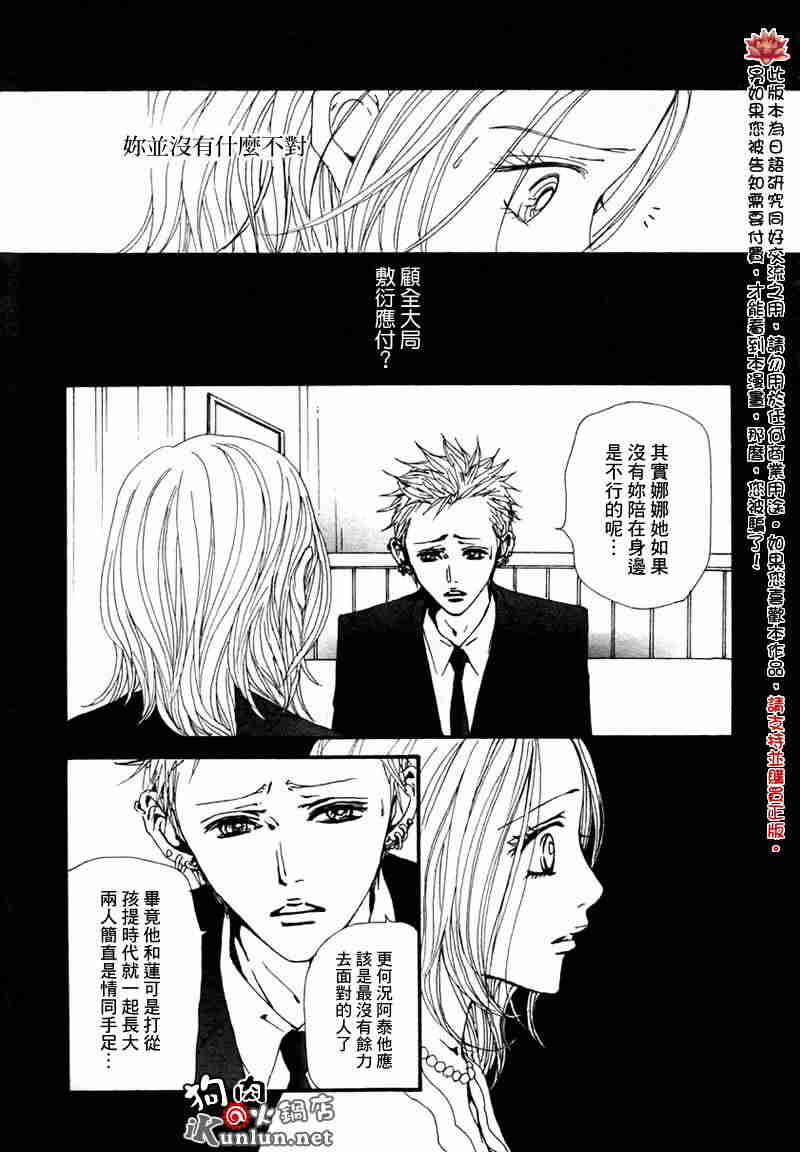 妳並沒有什麼不對
顧全大局
敷衍應付？
其實娜娜她如果
沒有妳陪在身邊
是不行的呢…
更何況阿泰他應
該是最沒有餘力
去面對的人了
畢竟他和蓮可是打從
孩提時代就一起長大
兩人簡直是情同手足…
此版本為日語研究同好交流之用，請勿用於任何商業用途。如果您喜歡本作品，請支持並購買正版。
另如果您被告知需要付費，才能看到本漫畫，那麼，您被騙了！
狗肉@火鍋店
iKunlun.net